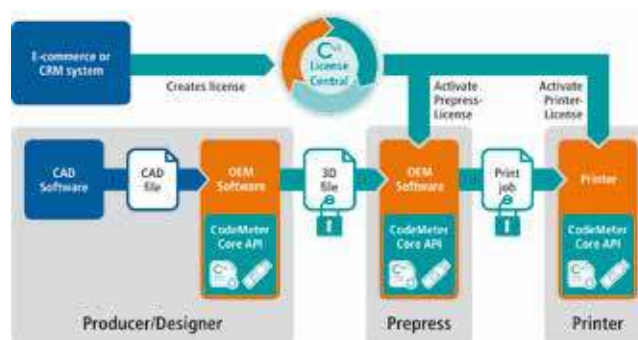 E-commerce or
CRM system
Creates license
License
Central
Activate
Prepress-
License
Activate
Printer-
License
CAD
Software
CAD
file
OEM
Software
3D
file
OEM
Software
Print
job
Printer
CodeMeter
Core API
CodeMeter
Core API
CodeMeter
Core API
Producer/Designer
Prepress
Printer